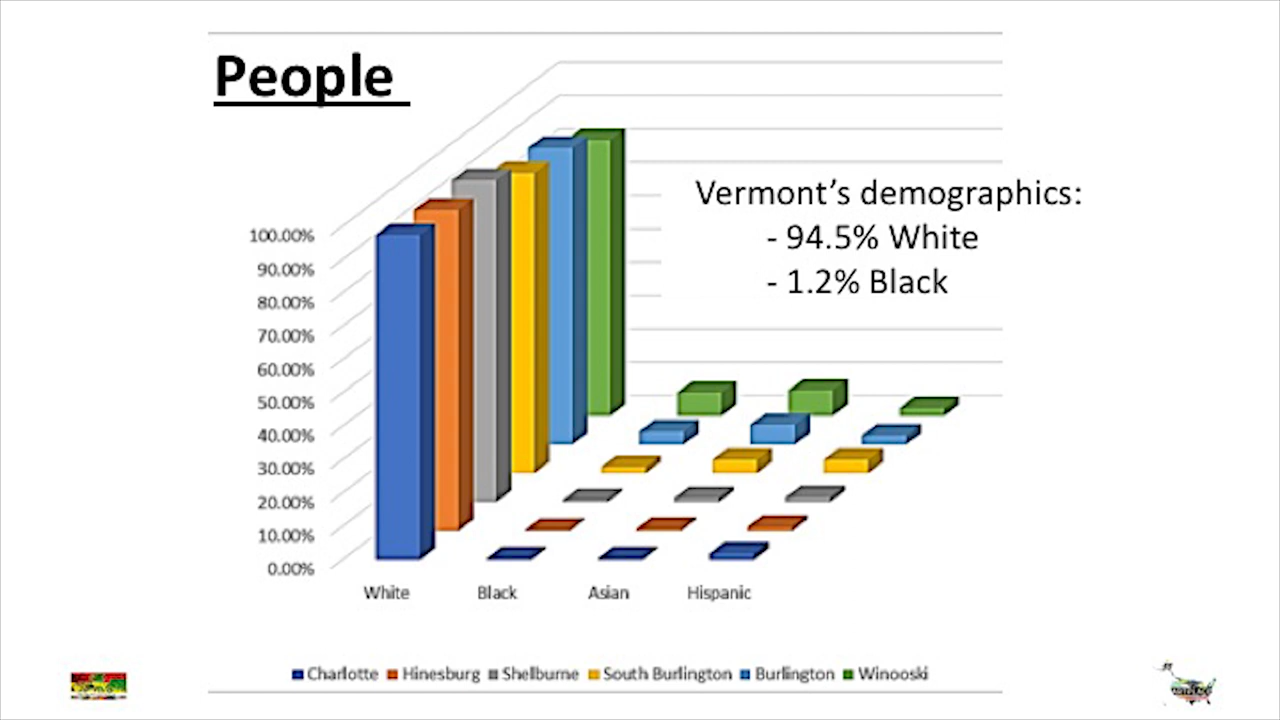 People
Vermont’s demographics:
- 94.5% White
- 1.2% Black
100.00%
90.00%
80.00%
70.00%
60.00%
50.00%
40.00%
30.00%
20.00%
10.00%
0.00%
White Black Asian Hispanic
Charlotte Hinesburg Shelburne South Burlington Burlington Winooski